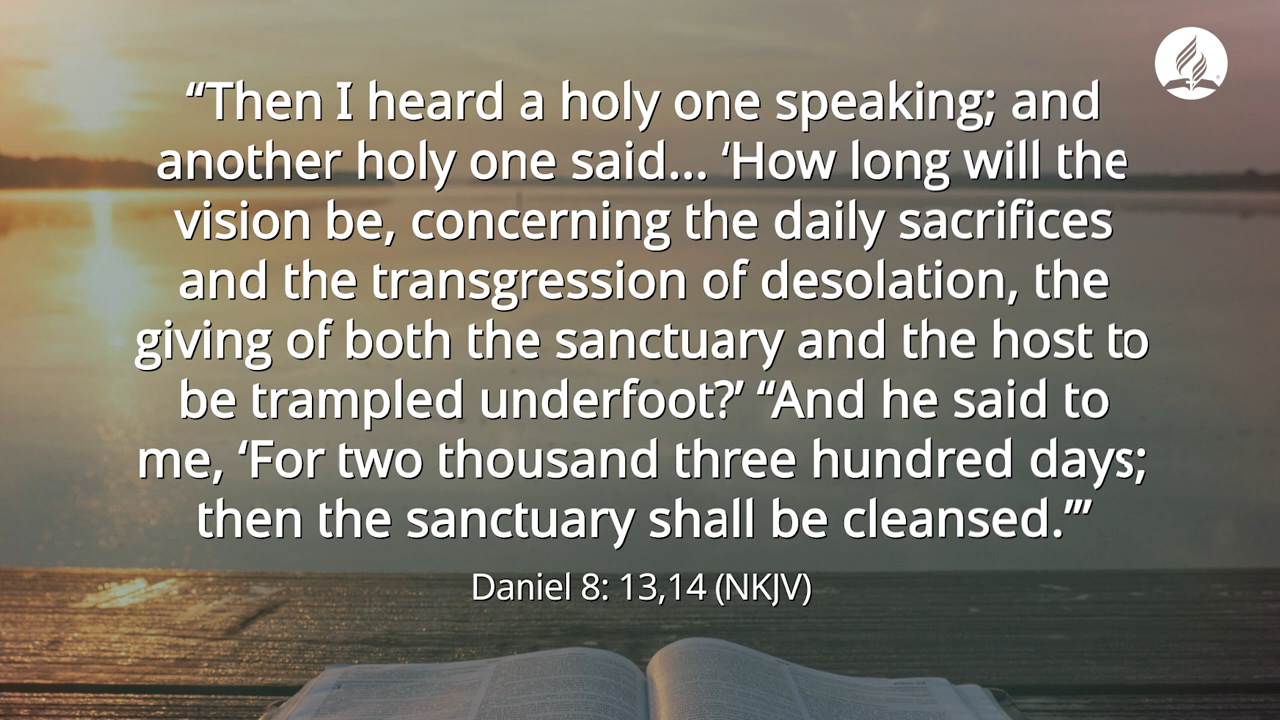 “Then I heard a holy one speaking; and
another holy one said... ‘How long will the
vision be, concerning the daily sacrifices
and the transgression of desolation, the
giving of both the sanctuary and the host to
be trampled underfoot?’ “And he said to
me, ‘For two thousand three hundred days;
then the sanctuary shall be cleansed.’”
Daniel 8: 13,14 (NKJV)